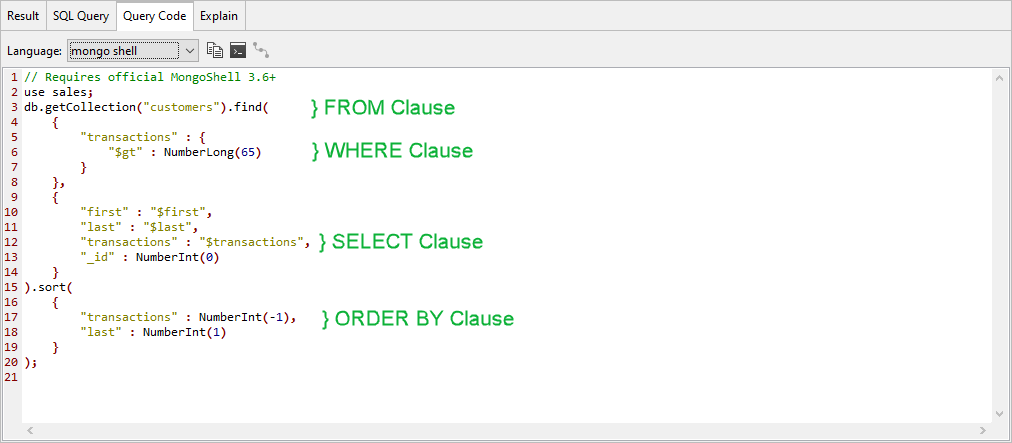 Result SQL Query Query Code Explain
Language: mongo shell
1 // Requires official MongoShell 3.6+
2 use sales;
3 db.getCollection("customers").find( } FROM Clause
4 {
5 "transactions" : {
6 "$gt" : NumberLong(65) } WHERE Clause
7 }
8 },
9 {
10 "first" : "$first",
11 "last" : "$last",
12 "transactions" : "$transactions", } SELECT Clause
13 "_id" : NumberInt(0)
14 }
15 ).sort(
16 {
17 "transactions" : NumberInt(-1), } ORDER BY Clause
18 "last" : NumberInt(1)
19 }
20 );
21